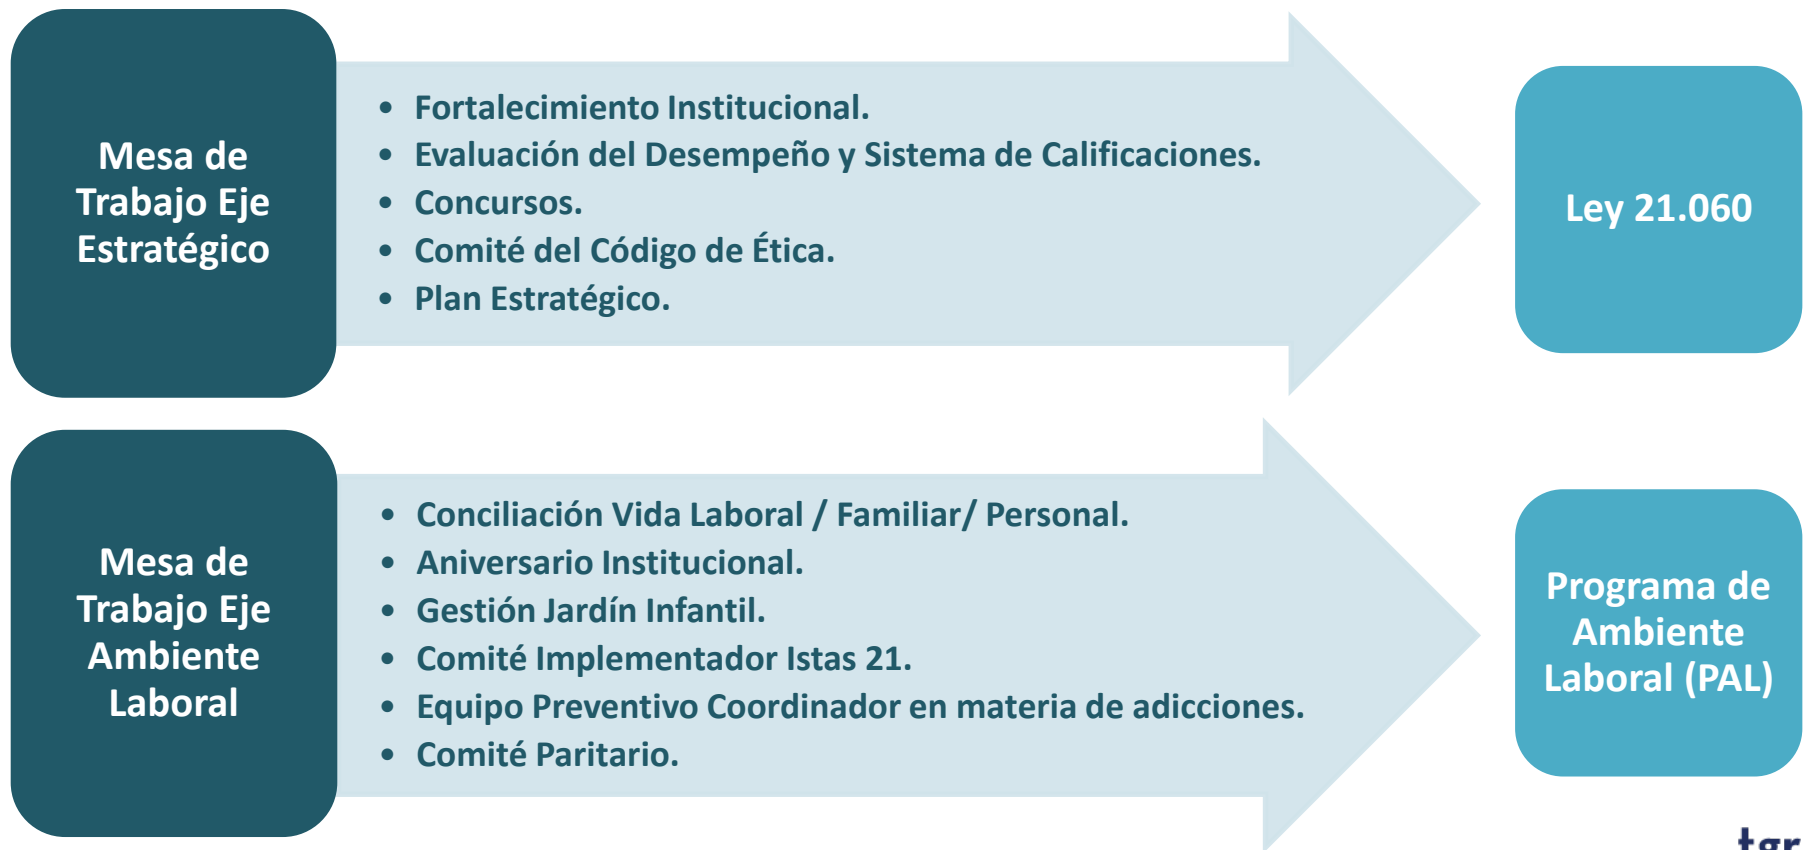 Mesa de
Trabajo Eje
Estratégico
• Fortalecimiento Institucional.
• Evaluación del Desempeño y Sistema de Calificaciones.
• Concursos.
• Comité del Código de Ética.
• Plan Estratégico.
Ley 21.060
Mesa de
Trabajo Eje
Ambiente
Laboral
• Conciliación Vida Laboral / Familiar/ Personal.
• Aniversario Institucional.
• Gestión Jardín Infantil.
• Comité Implementador Istas 21.
• Equipo Preventivo Coordinador en materia de adicciones.
• Comité Paritario.
Programa de
Ambiente
Laboral (PAL)
tgr